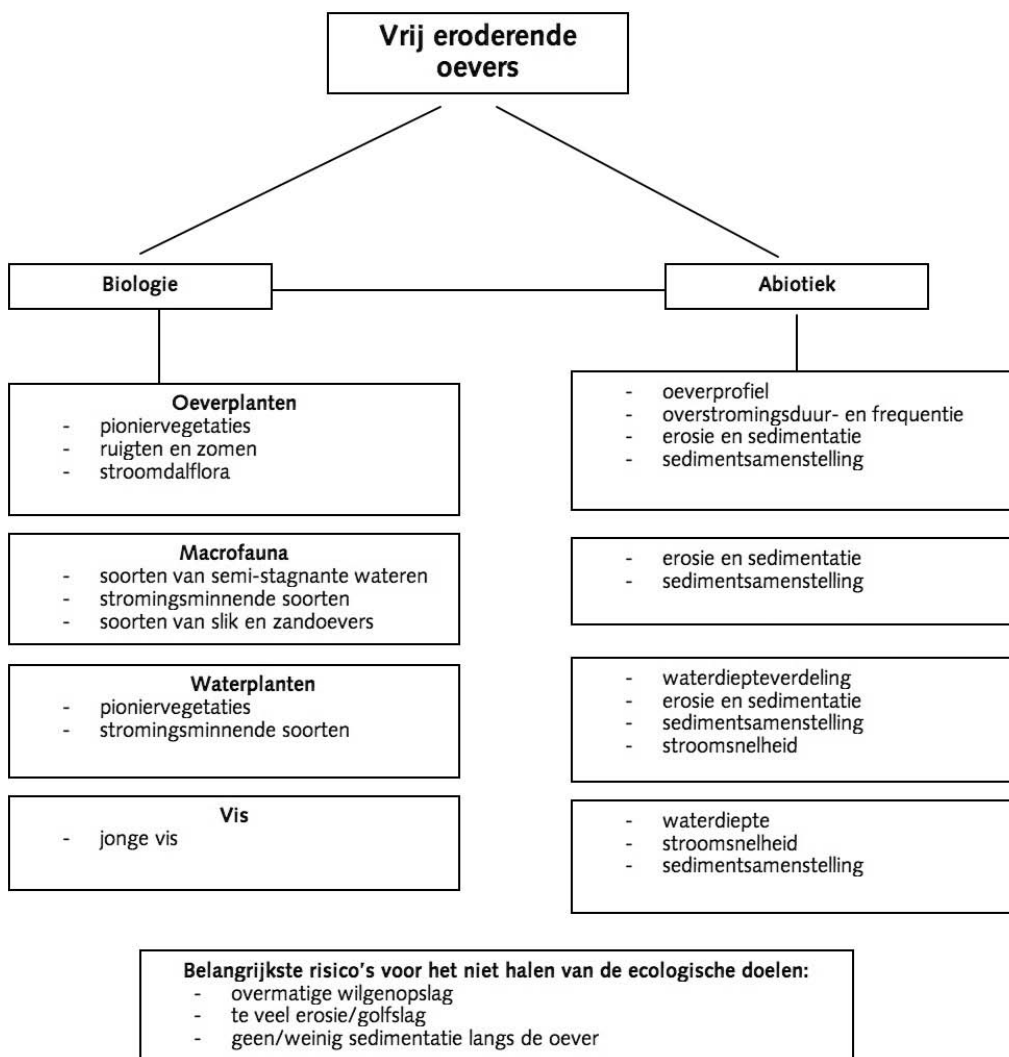 Vrij eroderende
oevers
Biologie
Abiotiek
Oeverplanten
- pioniervegetaties
- ruigten en zomen
- stroomdalflora
- oeverprofiel
- overstromingsduur- en frequentie
- erosie en sedimentatie
- sedimentsamenstelling
Macrofauna
- soorten van semi-stagnante wateren
- stromingsminnende soorten
- soorten van slik en zandoevers
- erosie en sedimentatie
- sedimentsamenstelling
Waterplanten
- pioniervegetaties
- stromingsminnende soorten
- waterdiepteverdeling
- erosie en sedimentatie
- sedimentsamenstelling
- stroomsnelheid
Vis
- jonge vis
- waterdiepte
- stroomsnelheid
- sedimentsamenstelling
Belangrijkste risico's voor het niet halen van de ecologische doelen:
- overmatige wilgenopslag
- te veel erosie/golfslag
- geen/weinig sedimentatie langs de oever